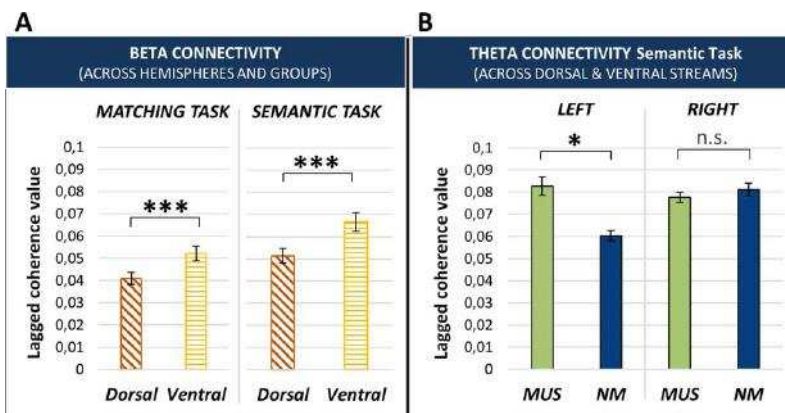 A
BETA CONNECTIVITY
(ACROSS HEMISPHERES AND GROUPS)
MATCHING TASK SEMANTIC TASK
Lagged coherence value
0,1
0,09
0,08
0,07
0,06
0,05
0,04
0,03
0,02
0,01
0
***
***
Dorsal Ventral Dorsal Ventral
B
THETA CONNECTIVITY Semantic Task
(ACROSS DORSAL & VENTRAL STREAMS)
LEFT RIGHT
Lagged coherence value
0,1
0,09
0,08
0,07
0,06
0,05
0,04
0,03
0,02
0,01
0
* n.s.
MUS NM MUS NM